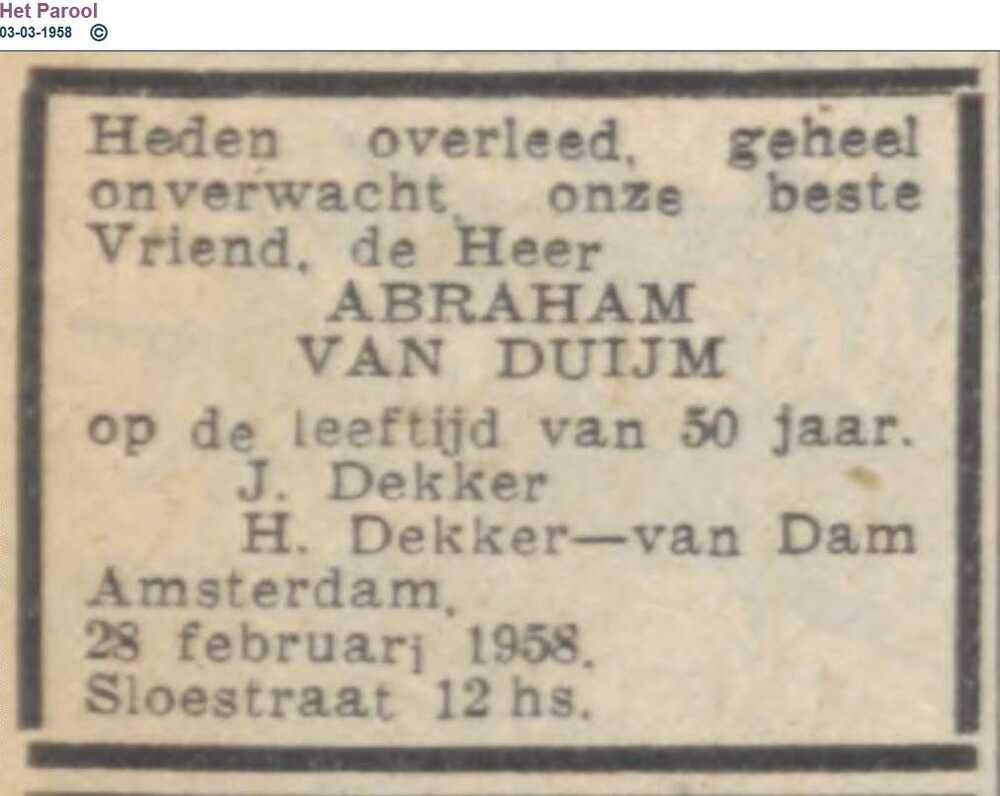 Het Parool
03-03-1958 ©
Heden overleed, geheel
onverwacht, onze beste
Vriend, de Heer
ABRAHAM
VAN DUIJM
op de leeftijd van 50 jaar.
J. Dekker
H. Dekker—van Dam
Amsterdam,
28 februari 1958.
Sloestraat 12 hs.